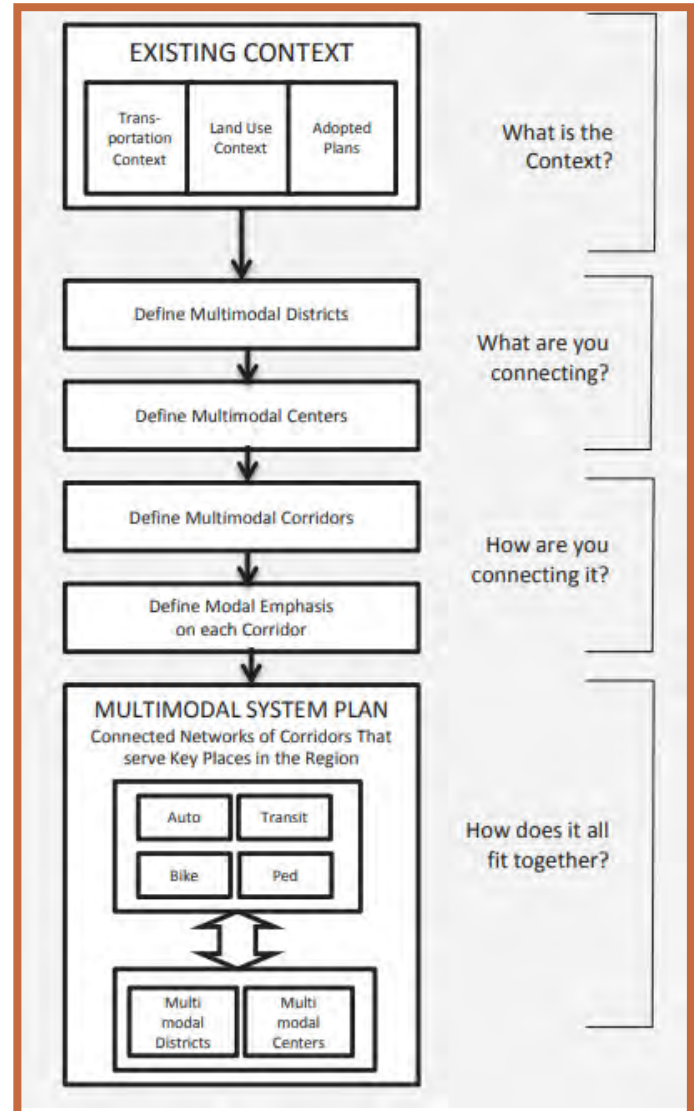 EXISTING CONTEXT
Trans-
portation
Context
Land Use
Context
Adopted
Plans
What is the
Context?
Define Multimodal Districts
What are you
connecting?
Define Multimodal Centers
Define Multimodal Corridors
How are you
connecting it?
Define Modal Emphasis
on each Corridor
MULTIMODAL SYSTEM PLAN
Connected Networks of Corridors That
serve Key Places in the Region
Auto
Transit
Bike
Ped
How does it all
fit together?
Multi
modal
Districts
Multi
modal
Centers